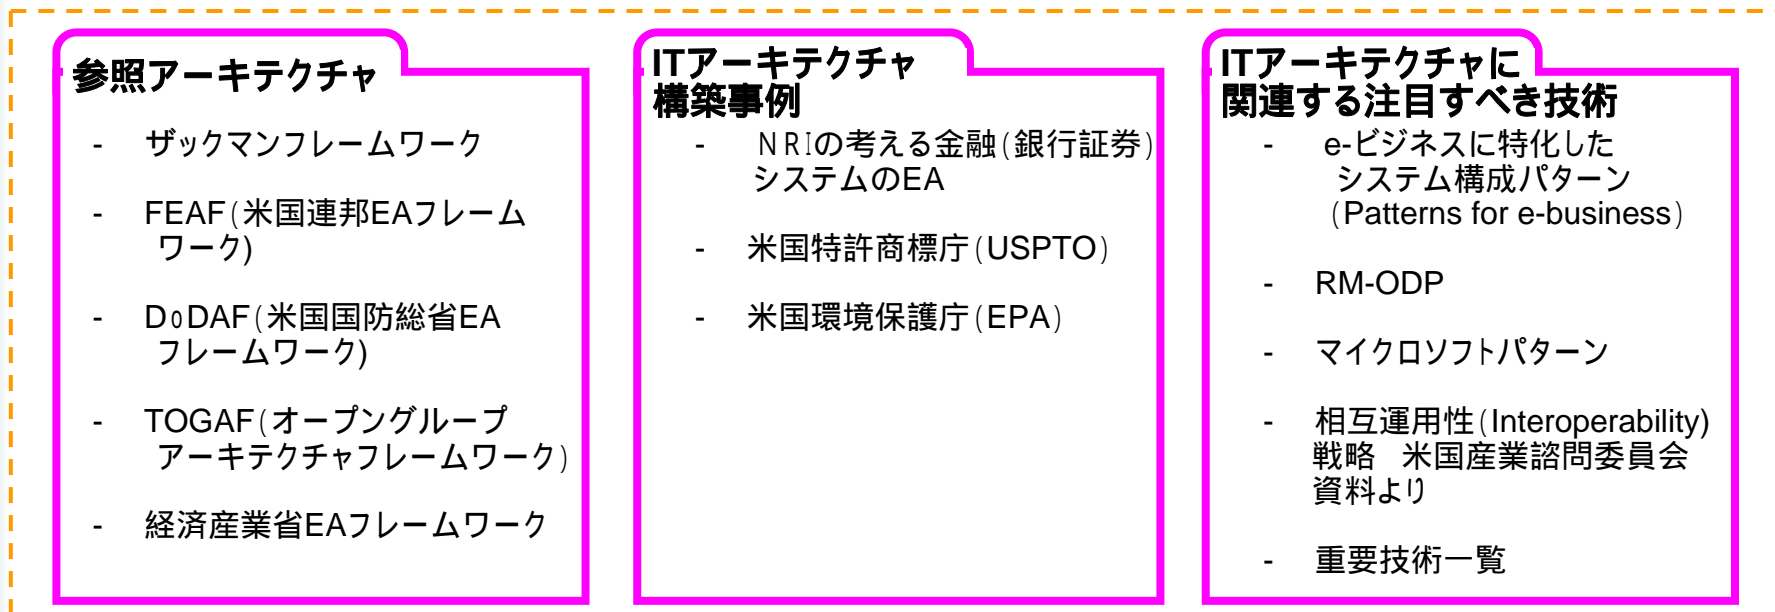 参照アーキテクチャ
- ザックマンフレームワーク
- FEAF(米国連邦EAフレーム
ワーク)
- DoDAF(米国国防総省EA
フレームワーク)
- TOGAF(オープングループ
アーキテクチャフレームワーク)
- 経済産業省EAフレームワーク
ITアーキテクチャ
構築事例
- NRIの考える金融(銀行証券)
システムのEA
- 米国特許商標庁(USPTO)
- 米国環境保護庁(EPA)
ITアーキテクチャに
関連する注目すべき技術
- e-ビジネスに特化した
システム構成パターン
(Patterns for e-business)
- RM-ODP
- マイクロソフトパターン
- 相互運用性(Interoperability)
戦略 米国産業諮問委員会
資料より
- 重要技術一覧